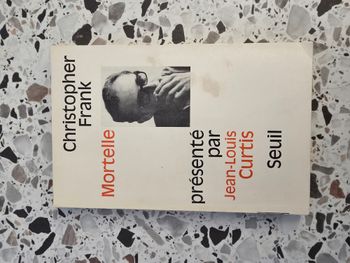 Christopher
Frank
Mortelle
présenté
par
Jean-Louis
Curtis
Seuil